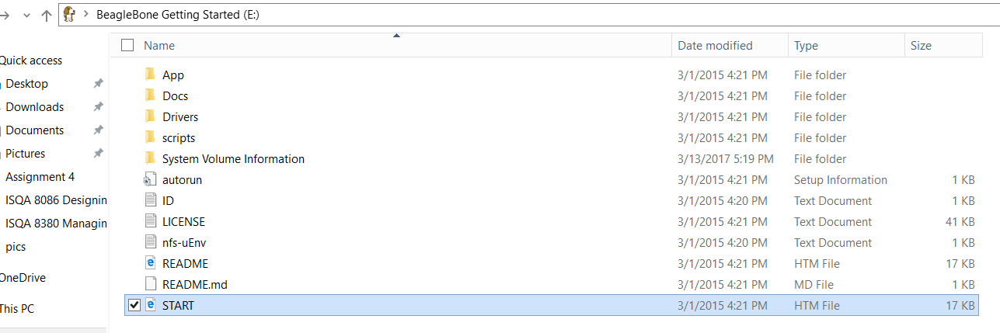 BeagleBone Getting Started (E:)
Name Date modified Type Size
Quick access
Desktop
Downloads
Documents
Pictures
Assignment 4
ISQA 8086 Designin
ISQA 8380 Managin
pics
OneDrive
This PC
App 3/1/2015 4:21 PM File folder
Docs 3/1/2015 4:21 PM File folder
Drivers 3/1/2015 4:21 PM File folder
scripts 3/1/2015 4:21 PM File folder
System Volume Information 3/13/2017 5:19 PM File folder
autorun 3/1/2015 4:21 PM Setup Information 1 KB
ID 3/1/2015 4:20 PM Text Document 1 KB
LICENSE 3/1/2015 4:21 PM Text Document 41 KB
nfs-uEnv 3/1/2015 4:20 PM Text Document 1 KB
README 3/1/2015 4:21 PM HTM File 17 KB
README.md 3/1/2015 4:21 PM MD File 1 KB
START 3/1/2015 4:21 PM HTM File 17 KB